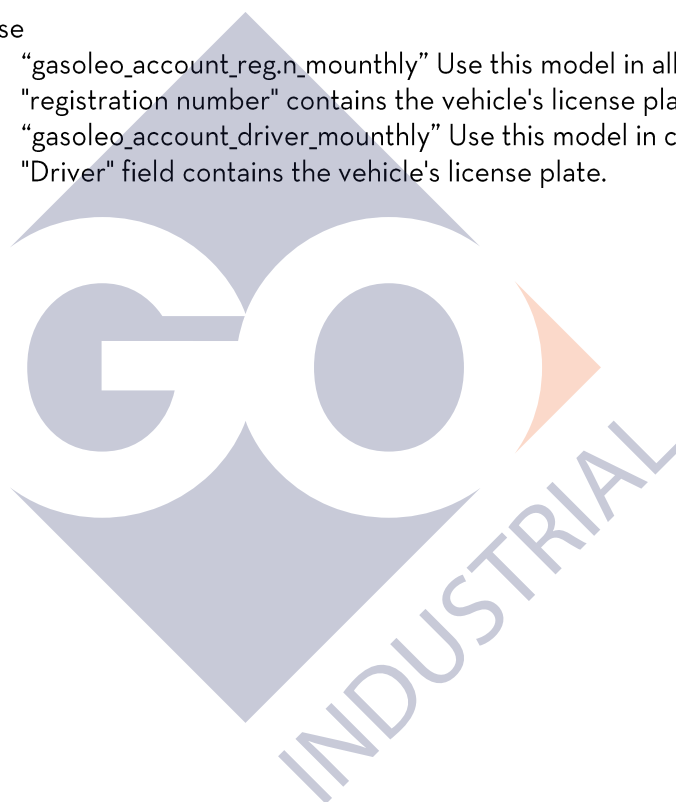 se
“gasoleo_account_reg.n_mounthly” Use this model in all
"registration number" contains the vehicle's license pla
“gasoleo_account_driver_mounthly” Use this model in c
"Driver" field contains the vehicle's license plate.
GO
INDUSTRIAL